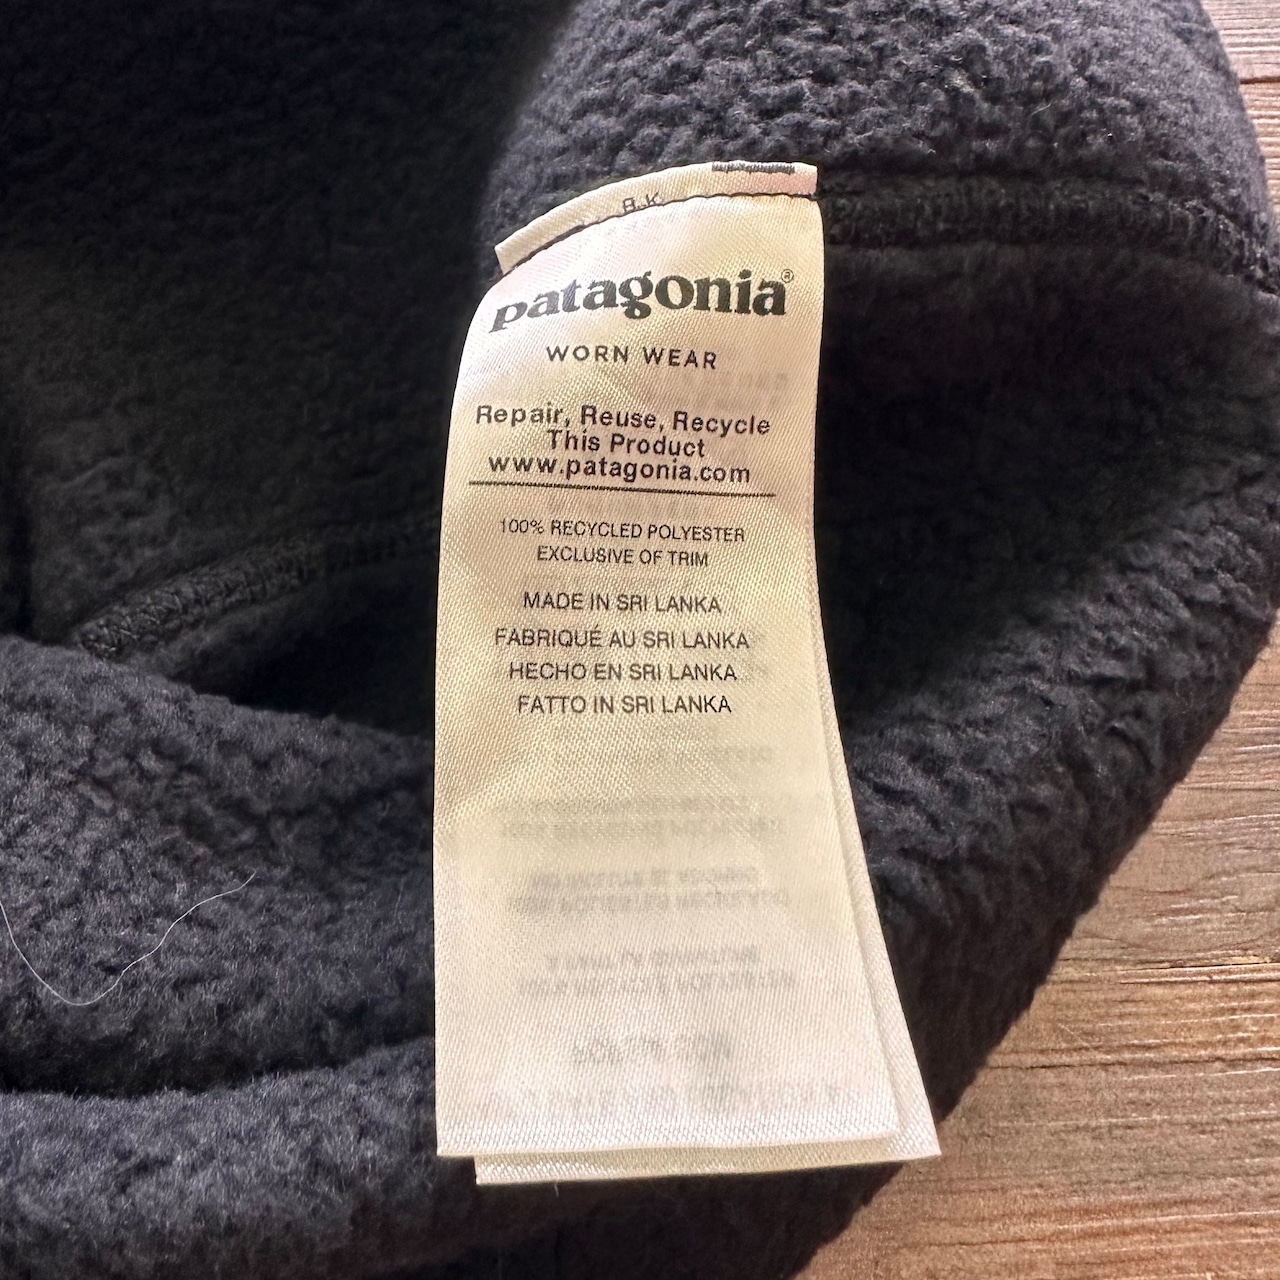 B.K.
patagonia®
WORN WEAR
Repair, Reuse, Recycle
This Product
www.patagonia.com
100% RECYCLED POLYESTER
EXCLUSIVE OF TRIM
MADE IN SRI LANKA
FABRIQUÉ AU SRI LANKA
HECHO EN SRI LANKA
FATTO IN SRI LANKA